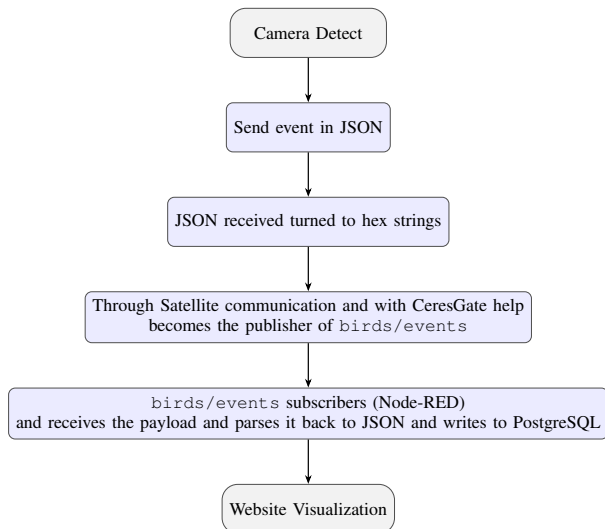 Camera Detect
Send event in JSON
JSON received turned to hex strings
Through Satellite communication and with CeresGate help
becomes the publisher of birds/events
birds/events subscribers (Node-RED)
and receives the payload and parses it back to JSON and writes to PostgreSQL
Website Visualization